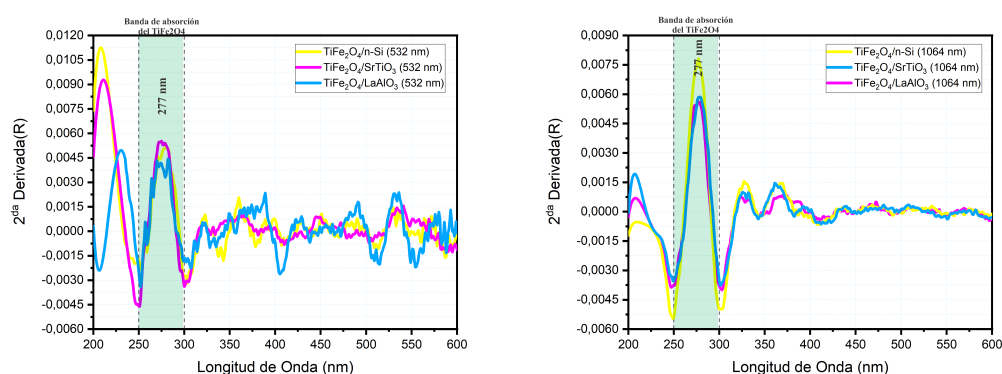 Banda de absorción
del TiFe2O4
0,0120
0,0105
0,0090
0,0075
0,0060
0,0045
0,0030
0,0015
0,0000
-0,0015
-0,0030
-0,0045
-0,0060
2ᵈᵃ Derivada(R)
277 nm
TiFe₂O₄/n-Si (532 nm)
TiFe₂O₄/SrTiO₃ (532 nm)
TiFe₂O₄/LaAlO₃ (532 nm)
200 250 300 350 400 450 500 550 600
Longitud de Onda (nm)
Banda de absorción
del TiFe2O4
0,0090
0,0075
0,0060
0,0045
0,0030
0,0015
0,0000
-0,0015
-0,0030
-0,0045
-0,0060
2ᵈᵃ Derivada(R)
277 nm
TiFe₂O₄/n-Si (1064 nm)
TiFe₂O₄/SrTiO₃ (1064 nm)
TiFe₂O₄/LaAlO₃ (1064 nm)
200 250 300 350 400 450 500 550 600
Longitud de Onda (nm)